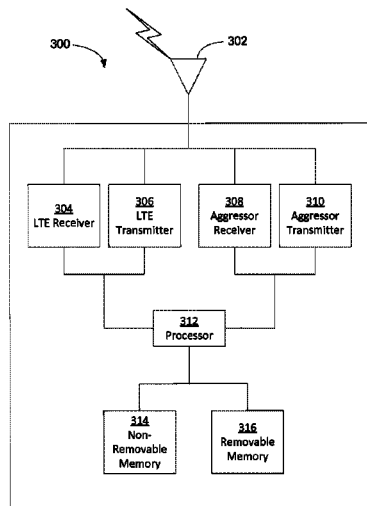 300
302
304
LTE Receiver
306
LTE
Transmitter
308
Aggressor
Receiver
310
Aggressor
Transmitter
312
Processor
314
Non-
Removable
Memory
316
Removable
Memory